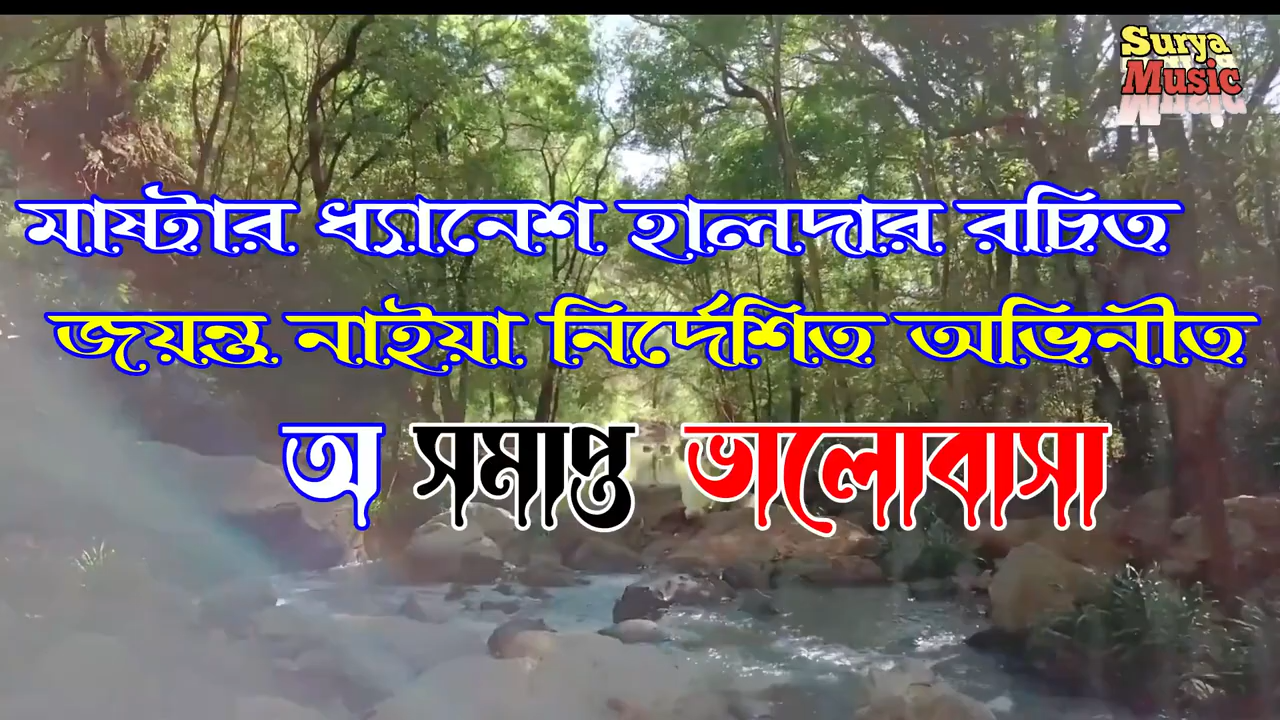 Surya
Music
মাষ্টার ধ্যানেশ হালদার রচিত
জয়ন্ত নাইয়া নির্দেশিত অভিনীত
অ সমাপ্ত ভালোবাসা